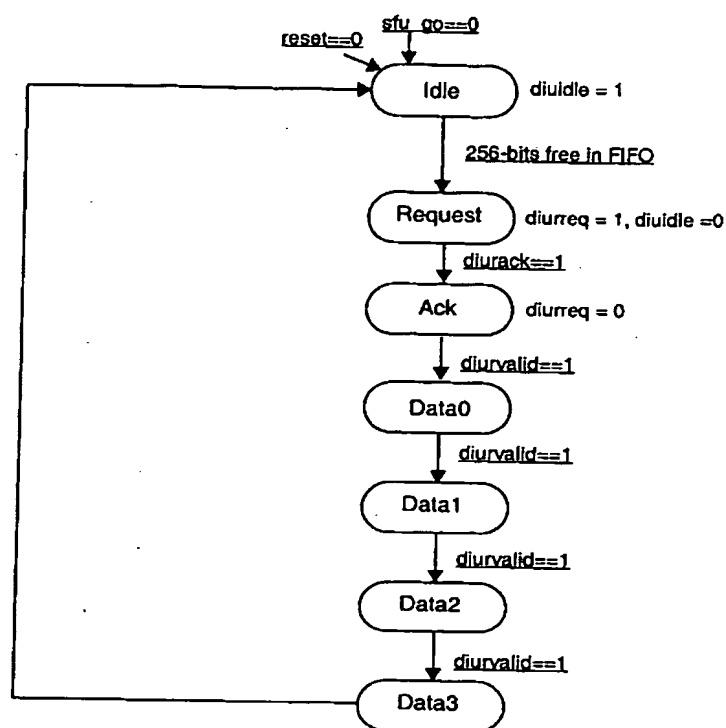 sfu_go==0
reset==0
Idle
diuidle = 1
256-bits free in FIFO
Request
diurreq = 1, diuidle =0
diurack==1
Ack
diurreq = 0
diurvalid==1
Data0
diurvalid==1
Data1
diurvalid==1
Data2
diurvalid==1
Data3